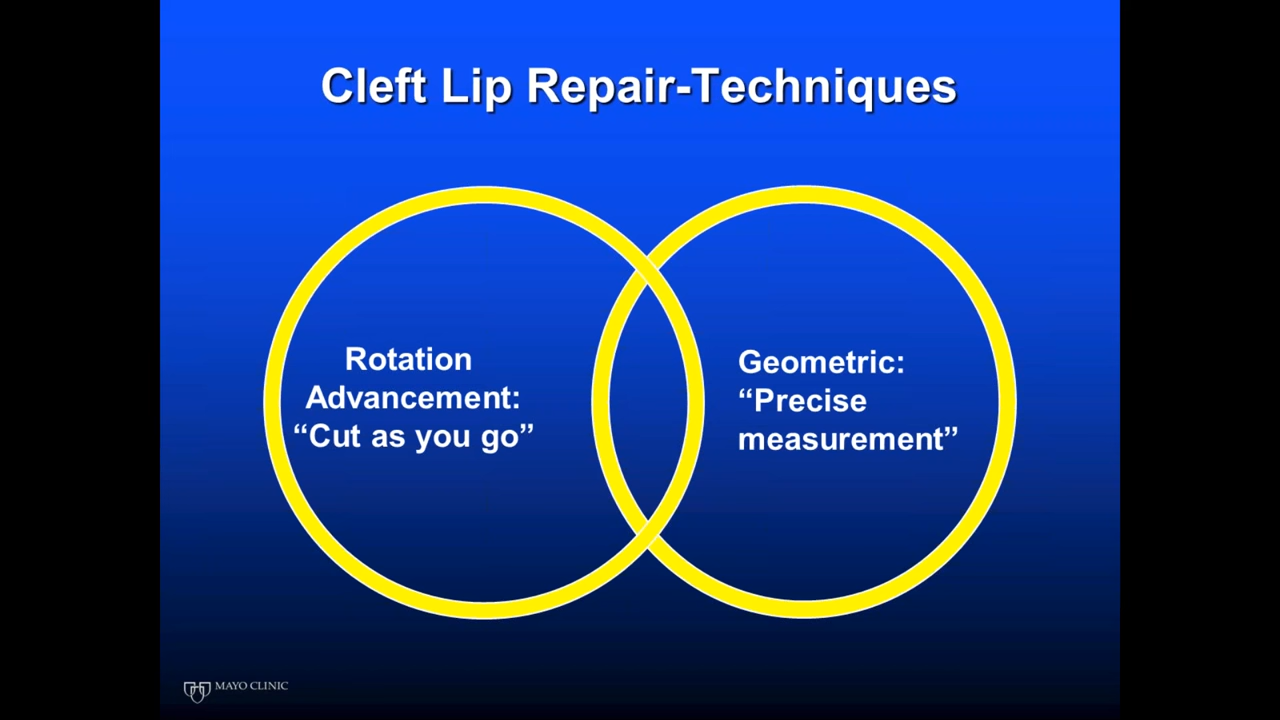 Cleft Lip Repair-Techniques
Rotation
Advancement:
“Cut as you go”
Geometric:
“Precise
measurement”
MAYO CLINIC